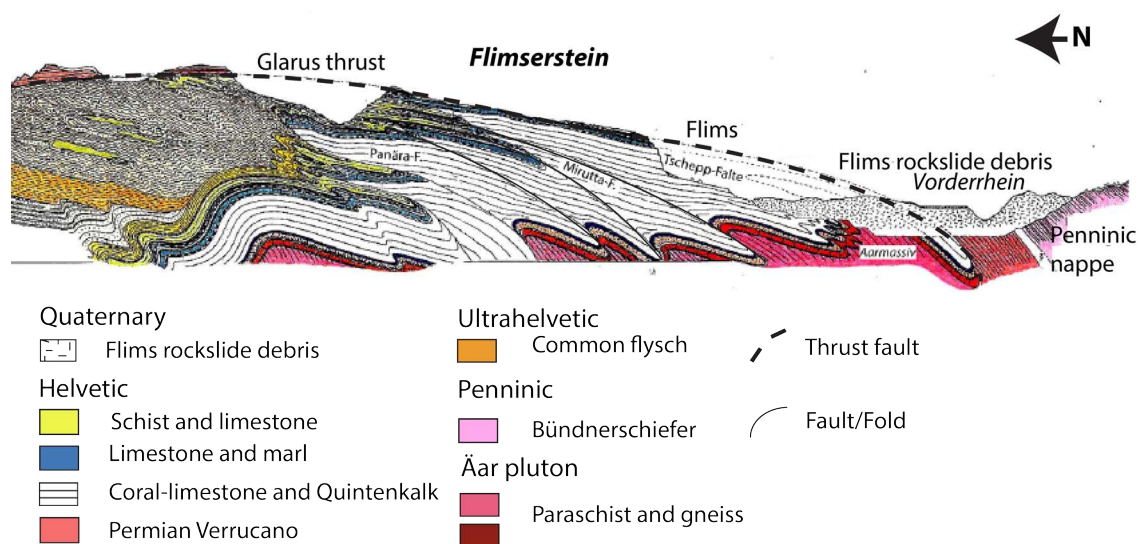 N
Flimserstein
Glarus thrust
Flims
Flims rockslide debris
Vorderrhein
Panära-F.
Mirutta-F.
Tschepp-Falte
Aarmassiv
Penninic
nappe
Quaternary
Flims rockslide debris
Helvetic
Schist and limestone
Limestone and marl
Coral-limestone and Quintenkalk
Permian Verrucano
Ultrahelvetic
Common flysch
Penninic
Bündnerschiefer
Äar pluton
Paraschist and gneiss
Thrust fault
Fault/Fold